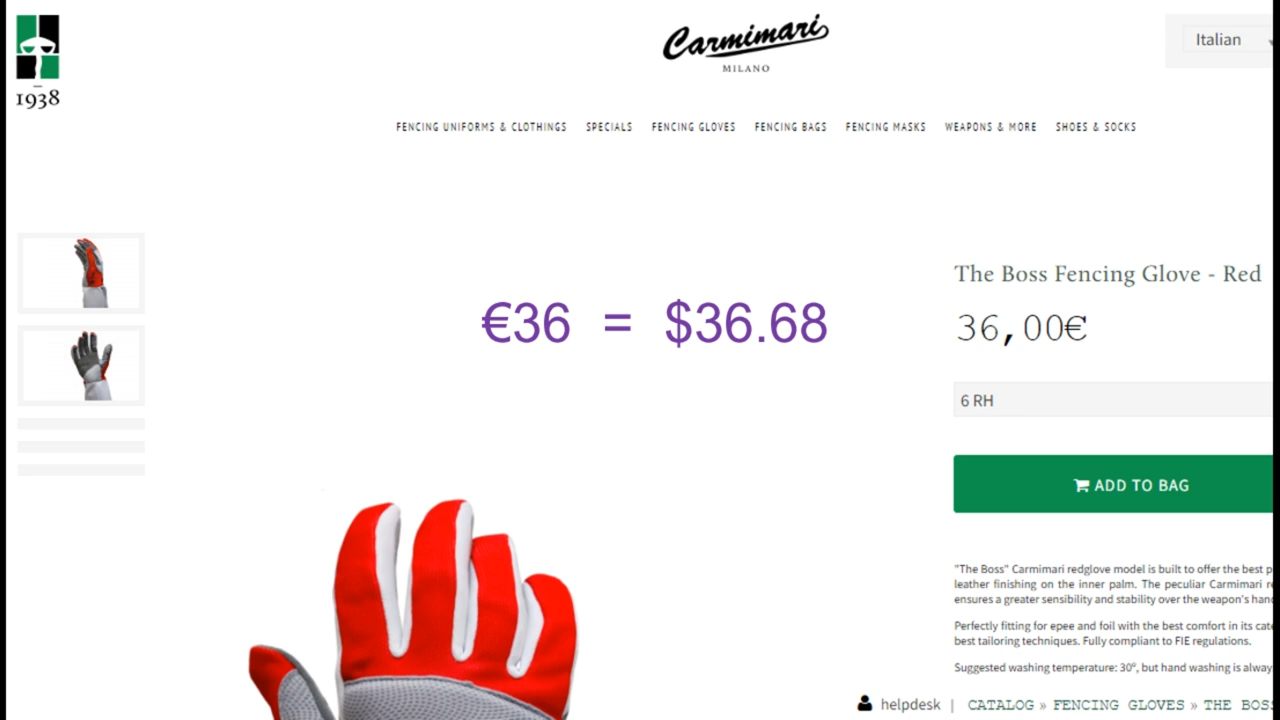 1938
Carmimari
MILANO
Italian
FENCING UNIFORMS & CLOTHINGS SPECIALS FENCING GLOVES FENCING BAGS FENCING MASKS WEAPONS & MORE SHOES & SOCKS
The Boss Fencing Glove - Red
€36 = $36.68
36,00€
6 RH
ADD TO BAG
"The Boss" Carmimari redglove model is built to offer the best
leather finishing on the inner palm. The peculiar Carmimari
ensures a greater sensibility and stability over the weapon's
Perfectly fitting for epee and foil with the best comfort in its
best tailoring techniques. Fully compliant to FIE regulations.
Suggested washing temperature: 30°, but hand washing is alway
helpdesk | CATALOG » FENCING GLOVES » THE BOS